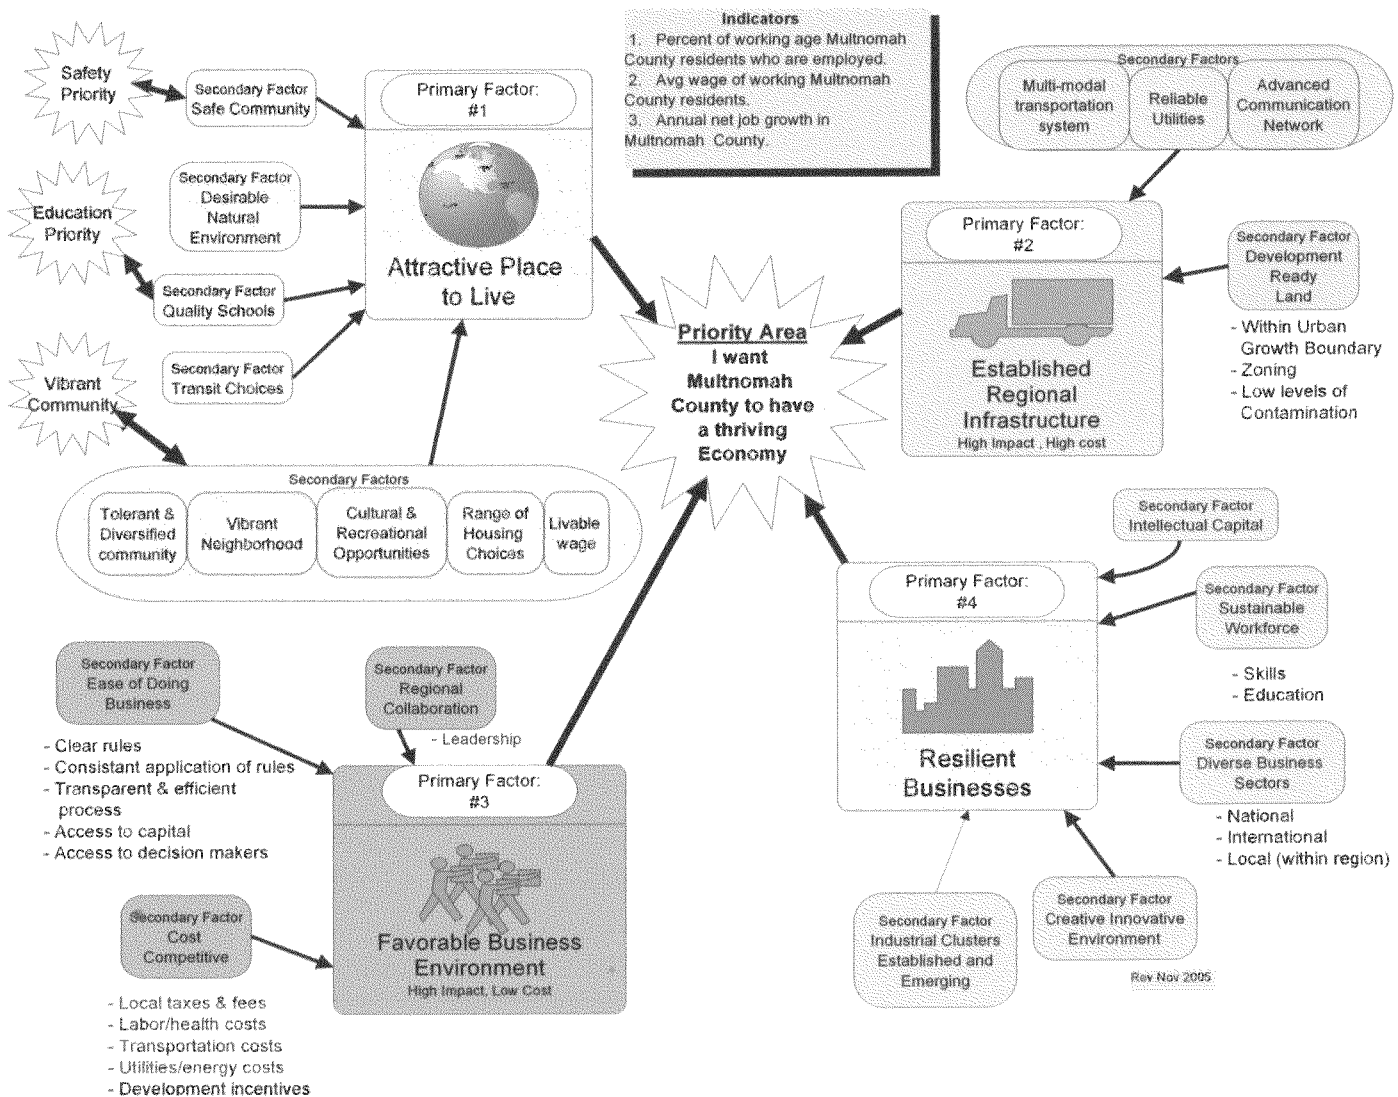 Indicators
1. Percent of working age Multnomah
County residents who are employed.
2. Avg wage of working Multnomah
County residents.
3. Annual net job growth in
Multnomah County.
Safety
Priority
Secondary Factor
Safe Community
Education
Priority
Secondary Factor
Desirable
Natural
Environment
Secondary Factor
Quality Schools
Vibrant
Community
Secondary Factor
Transit Choices
Primary Factor:
#1
Attractive Place
to Live
Secondary Factors
Tolerant &
Diversified
community
Vibrant
Neighborhood
Cultural &
Recreational
Opportunities
Range of
Housing
Choices
Livable
wage
Priority Area
I want
Multnomah
County to have
a thriving
Economy
Secondary Factors
Multi-modal
transportation
system
Reliable
Utilities
Advanced
Communication
Network
Primary Factor:
#2
Established
Regional
Infrastructure
High Impact , High cost
Secondary Factor
Development
Ready
Land
- Within Urban
Growth Boundary
- Zoning
- Low levels of
Contamination
Secondary Factor
Ease of Doing
Business
- Clear rules
- Consistant application of rules
- Transparent & efficient
process
- Access to capital
- Access to decision makers
Secondary Factor
Regional
Collaboration
- Leadership
Primary Factor:
#3
Favorable Business
Environment
High Impact, Low Cost
Secondary Factor
Cost
Competitive
- Local taxes & fees
- Labor/health costs
- Transportation costs
- Utilities/energy costs
- Development incentives
Primary Factor:
#4
Resilient
Businesses
Secondary Factor
Intellectual Capital
Secondary Factor
Sustainable
Workforce
- Skills
- Education
Secondary Factor
Diverse Business
Sectors
- National
- International
- Local (within region)
Secondary Factor
Creative Innovative
Environment
Secondary Factor
Industrial Clusters
Established and
Emerging
Rev Nov 2005